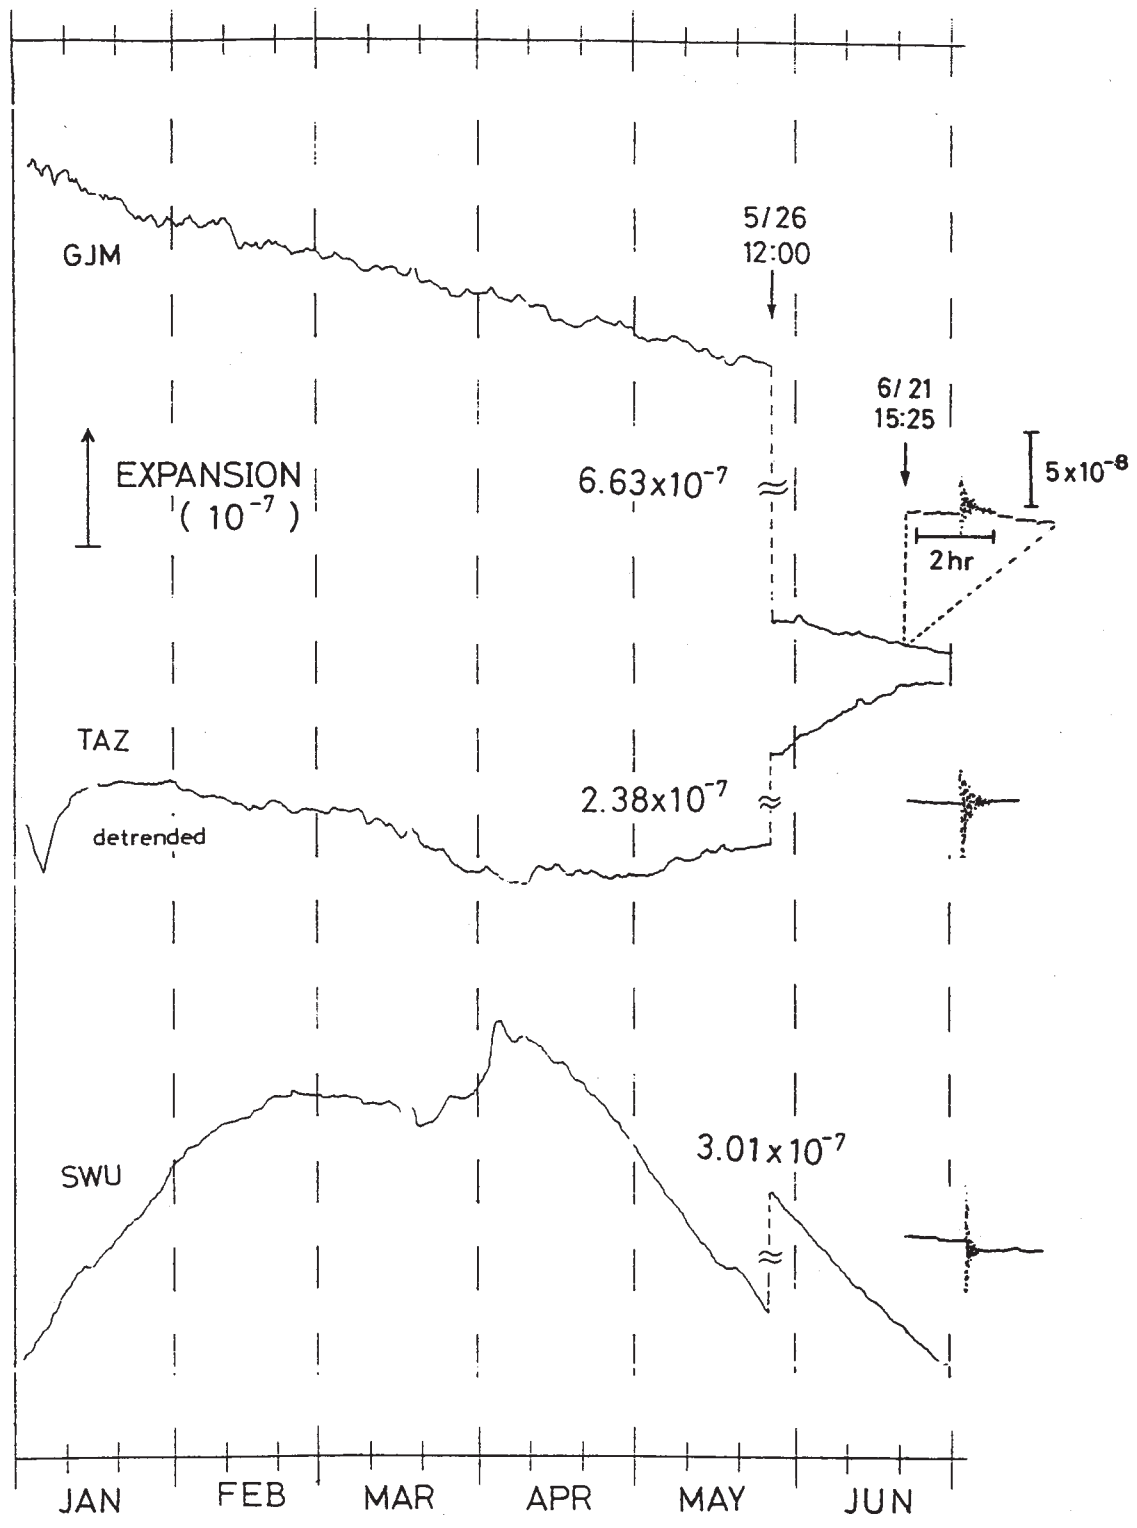 5/26
12:00
GJM
6/21
15:25
EXPANSION
( 10⁻⁷ )
6.63x10⁻⁷
5x10⁻⁸
2hr
TAZ
2.38x10⁻⁷
detrended
3.01x10⁻⁷
SWU
JAN FEB MAR APR MAY JUN